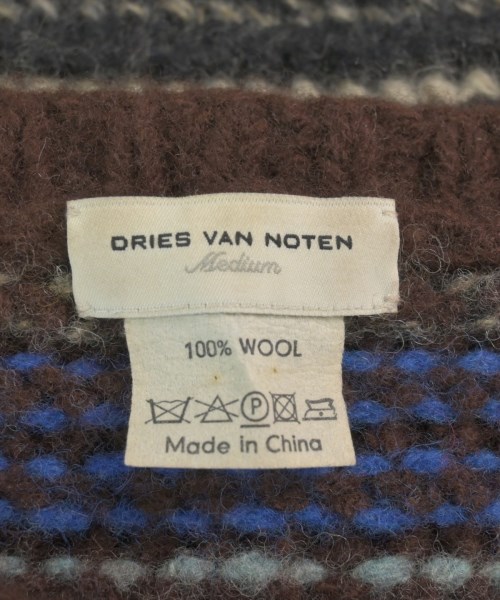 DRIES VAN NOTEN
Medium
100% WOOL
P
Made in China